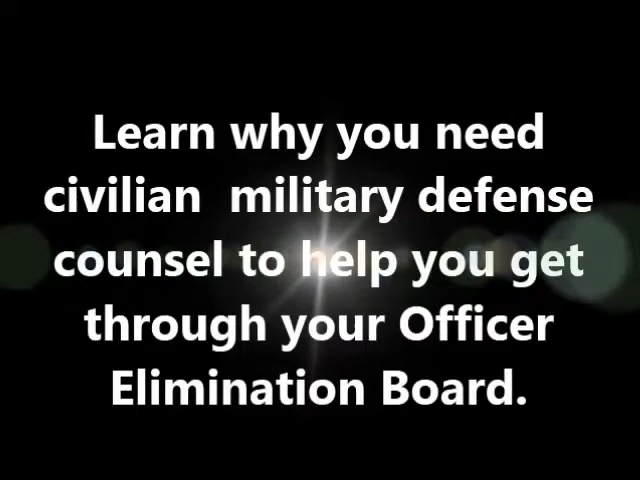 Learn why you need
civilian  military defense
counsel to help you get
through your Officer
Elimination Board.